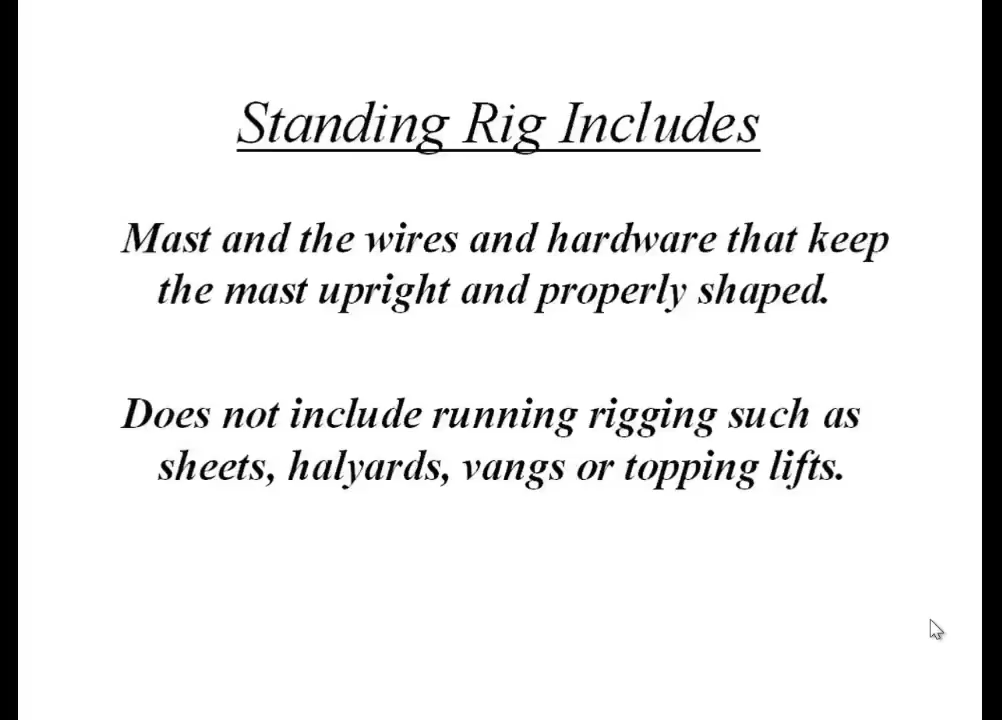 Standing Rig Includes
Mast and the wires and hardware that keep
the mast upright and properly shaped.
Does not include running rigging such as
sheets, halyards, vangs or topping lifts.